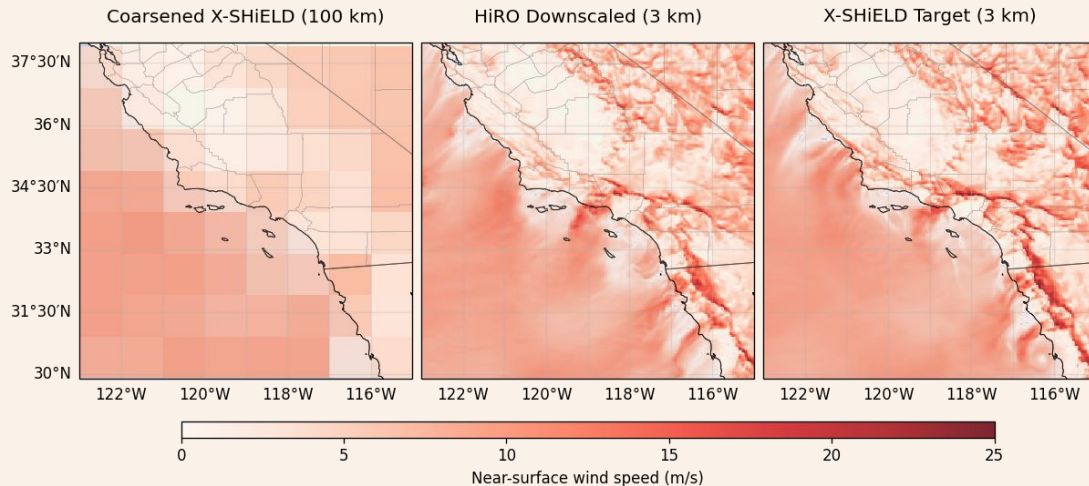 Coarsened X-SHiELD (100 km) HiRO Downscaled (3 km) X-SHiELD Target (3 km)
37°30'N
36°N
34°30'N
33°N
31°30'N
30°N
122°W 120°W 118°W 116°W 122°W 120°W 118°W 116°W 122°W 120°W 118°W 116°W
0 5 10 15 20 25
Near-surface wind speed (m/s)